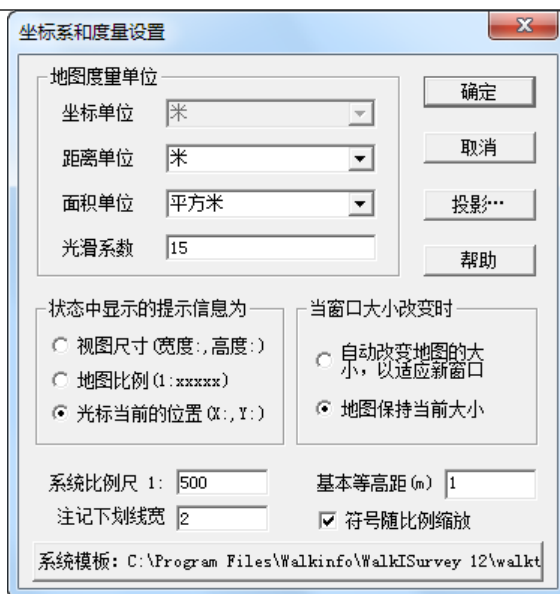 坐标系和度量设置
地图度量单位
坐标单位 米
距离单位 米
面积单位 平方米
光滑系数 15
确定
取消
投影…
帮助
状态中显示的提示信息为
视图尺寸(宽度:,高度:)
地图比例(1:xxxxx)
光标当前的位置(X:,Y:)
当窗口大小改变时
自动改变地图的大
小，以适应新窗口
地图保持当前大小
系统比例尺 1: 500
基本等高距(m) 1
注记下划线宽 2
符号随比例缩放
系统模板: C:\Program Files\Walkinfo\WalkISurvey 12\walkt